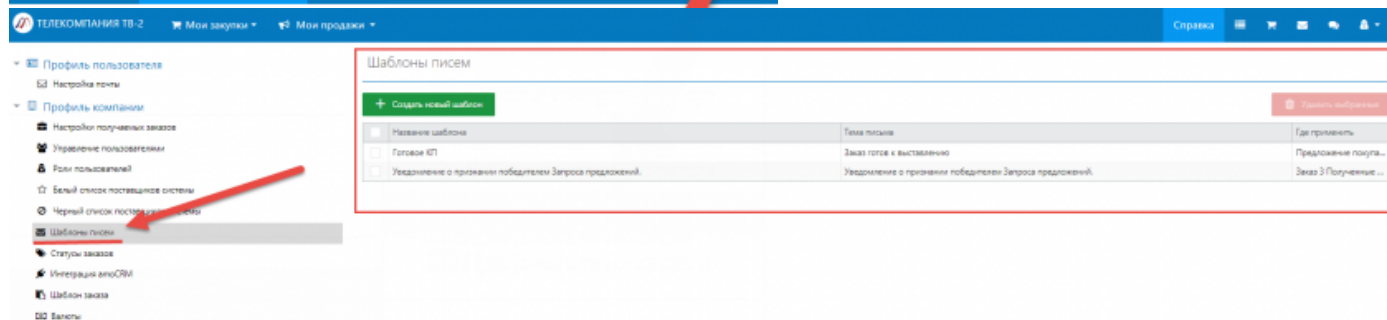 ТЕЛЕКОМПАНИЯ ТВ-2 Мои закупки Мои продажи Справка
Профиль пользователя
Настройка почты
Профиль компании
Настройки получаемых заказов
Управление пользователями
Роли пользователей
Белый список поставщиков системы
Черный список поставщиков системы
Шаблоны писем
Статусы заказов
Интеграция amoCRM
Шаблон заказа
Валюты
Шаблоны писем
Создать новый шаблон Удалить выбранные
Название шаблона Тема письма Где применить
Готовое КП Заказ готов к выставлению Предложение покупа...
Уведомление о признании победителем Запроса предложений. Уведомление о признании победителем Запроса предложений. Заказ 3 Полученные ...